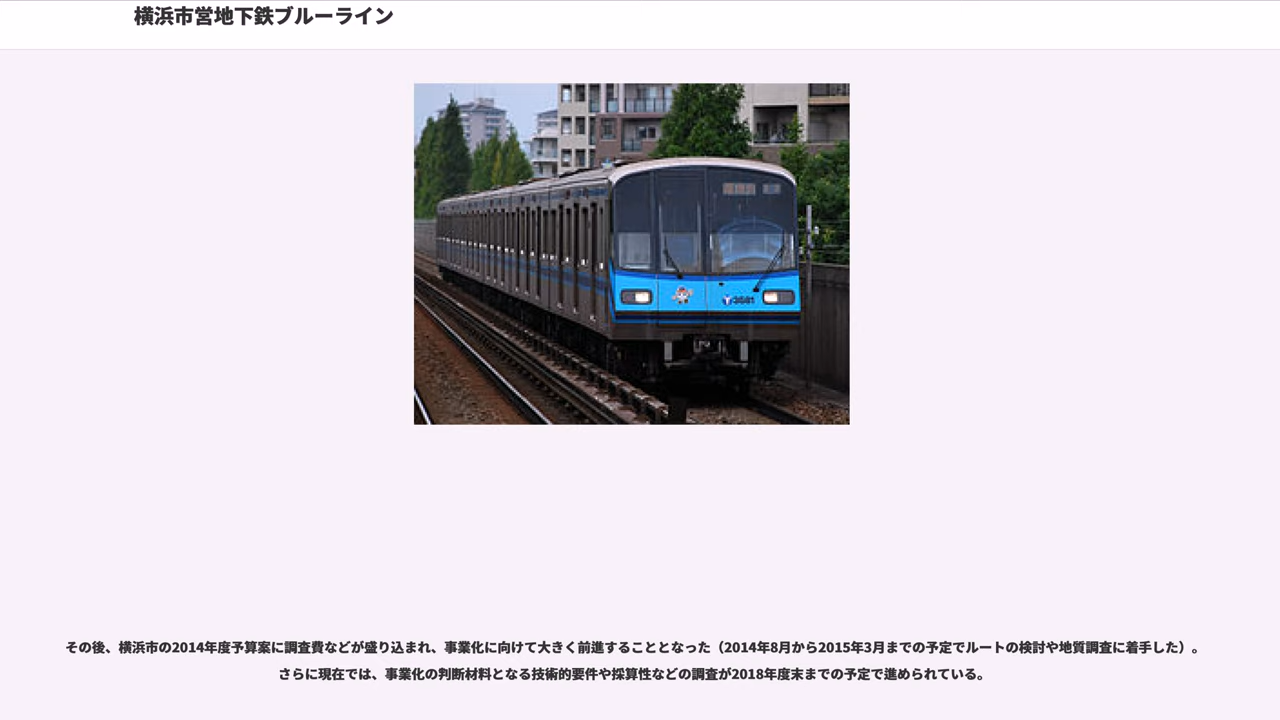 横浜市営地下鉄ブルーライン
3581
その後、横浜市の2014年度予算案に調査費などが盛り込まれ、事業化に向けて大きく前進することとなった（2014年8月から2015年3月までの予定でルートの検討や地質調査に着手した）。
さらに現在では、事業化の判断材料となる技術的要件や採算性などの調査が2018年度末までの予定で進められている。